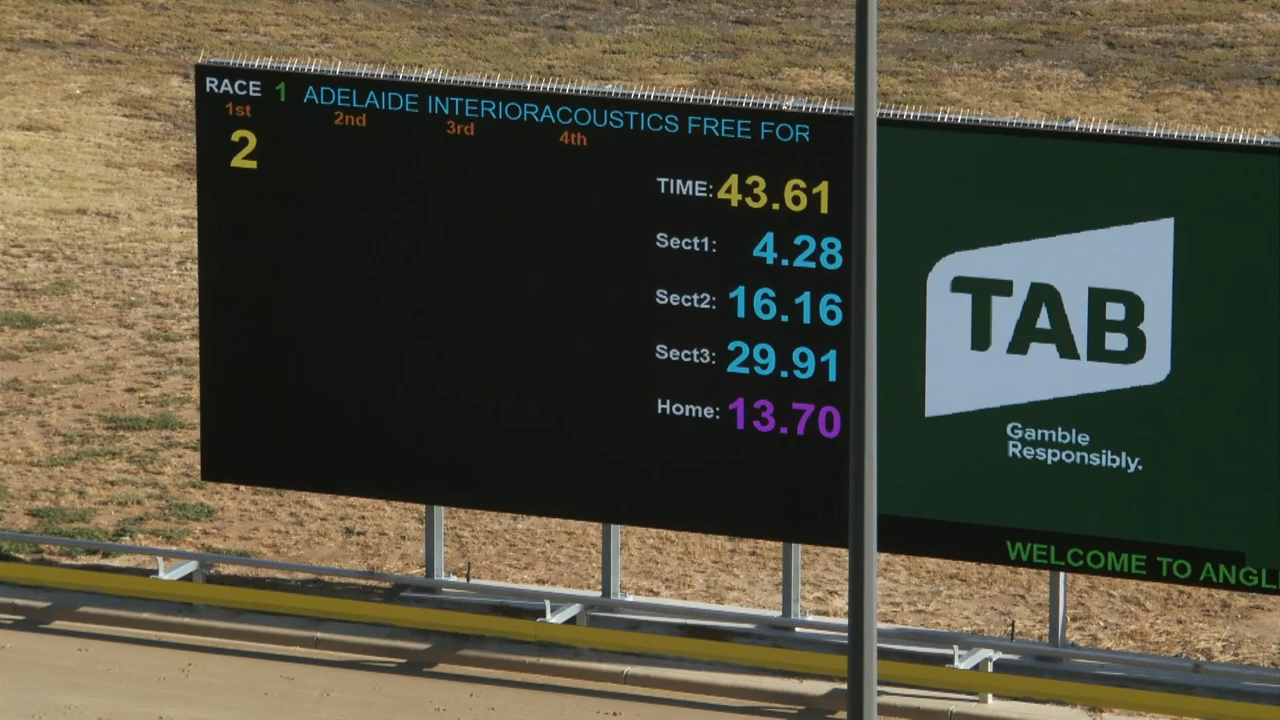 RACE 1 ADELAIDE INTERIORACOUSTICS FREE FOR
1st 2nd 3rd 4th
2
TIME: 43.61
Sect1: 4.28
Sect2: 16.16
Sect3: 29.91
Home: 13.70
TAB
Gamble
Responsibly.
WELCOME TO ANGL